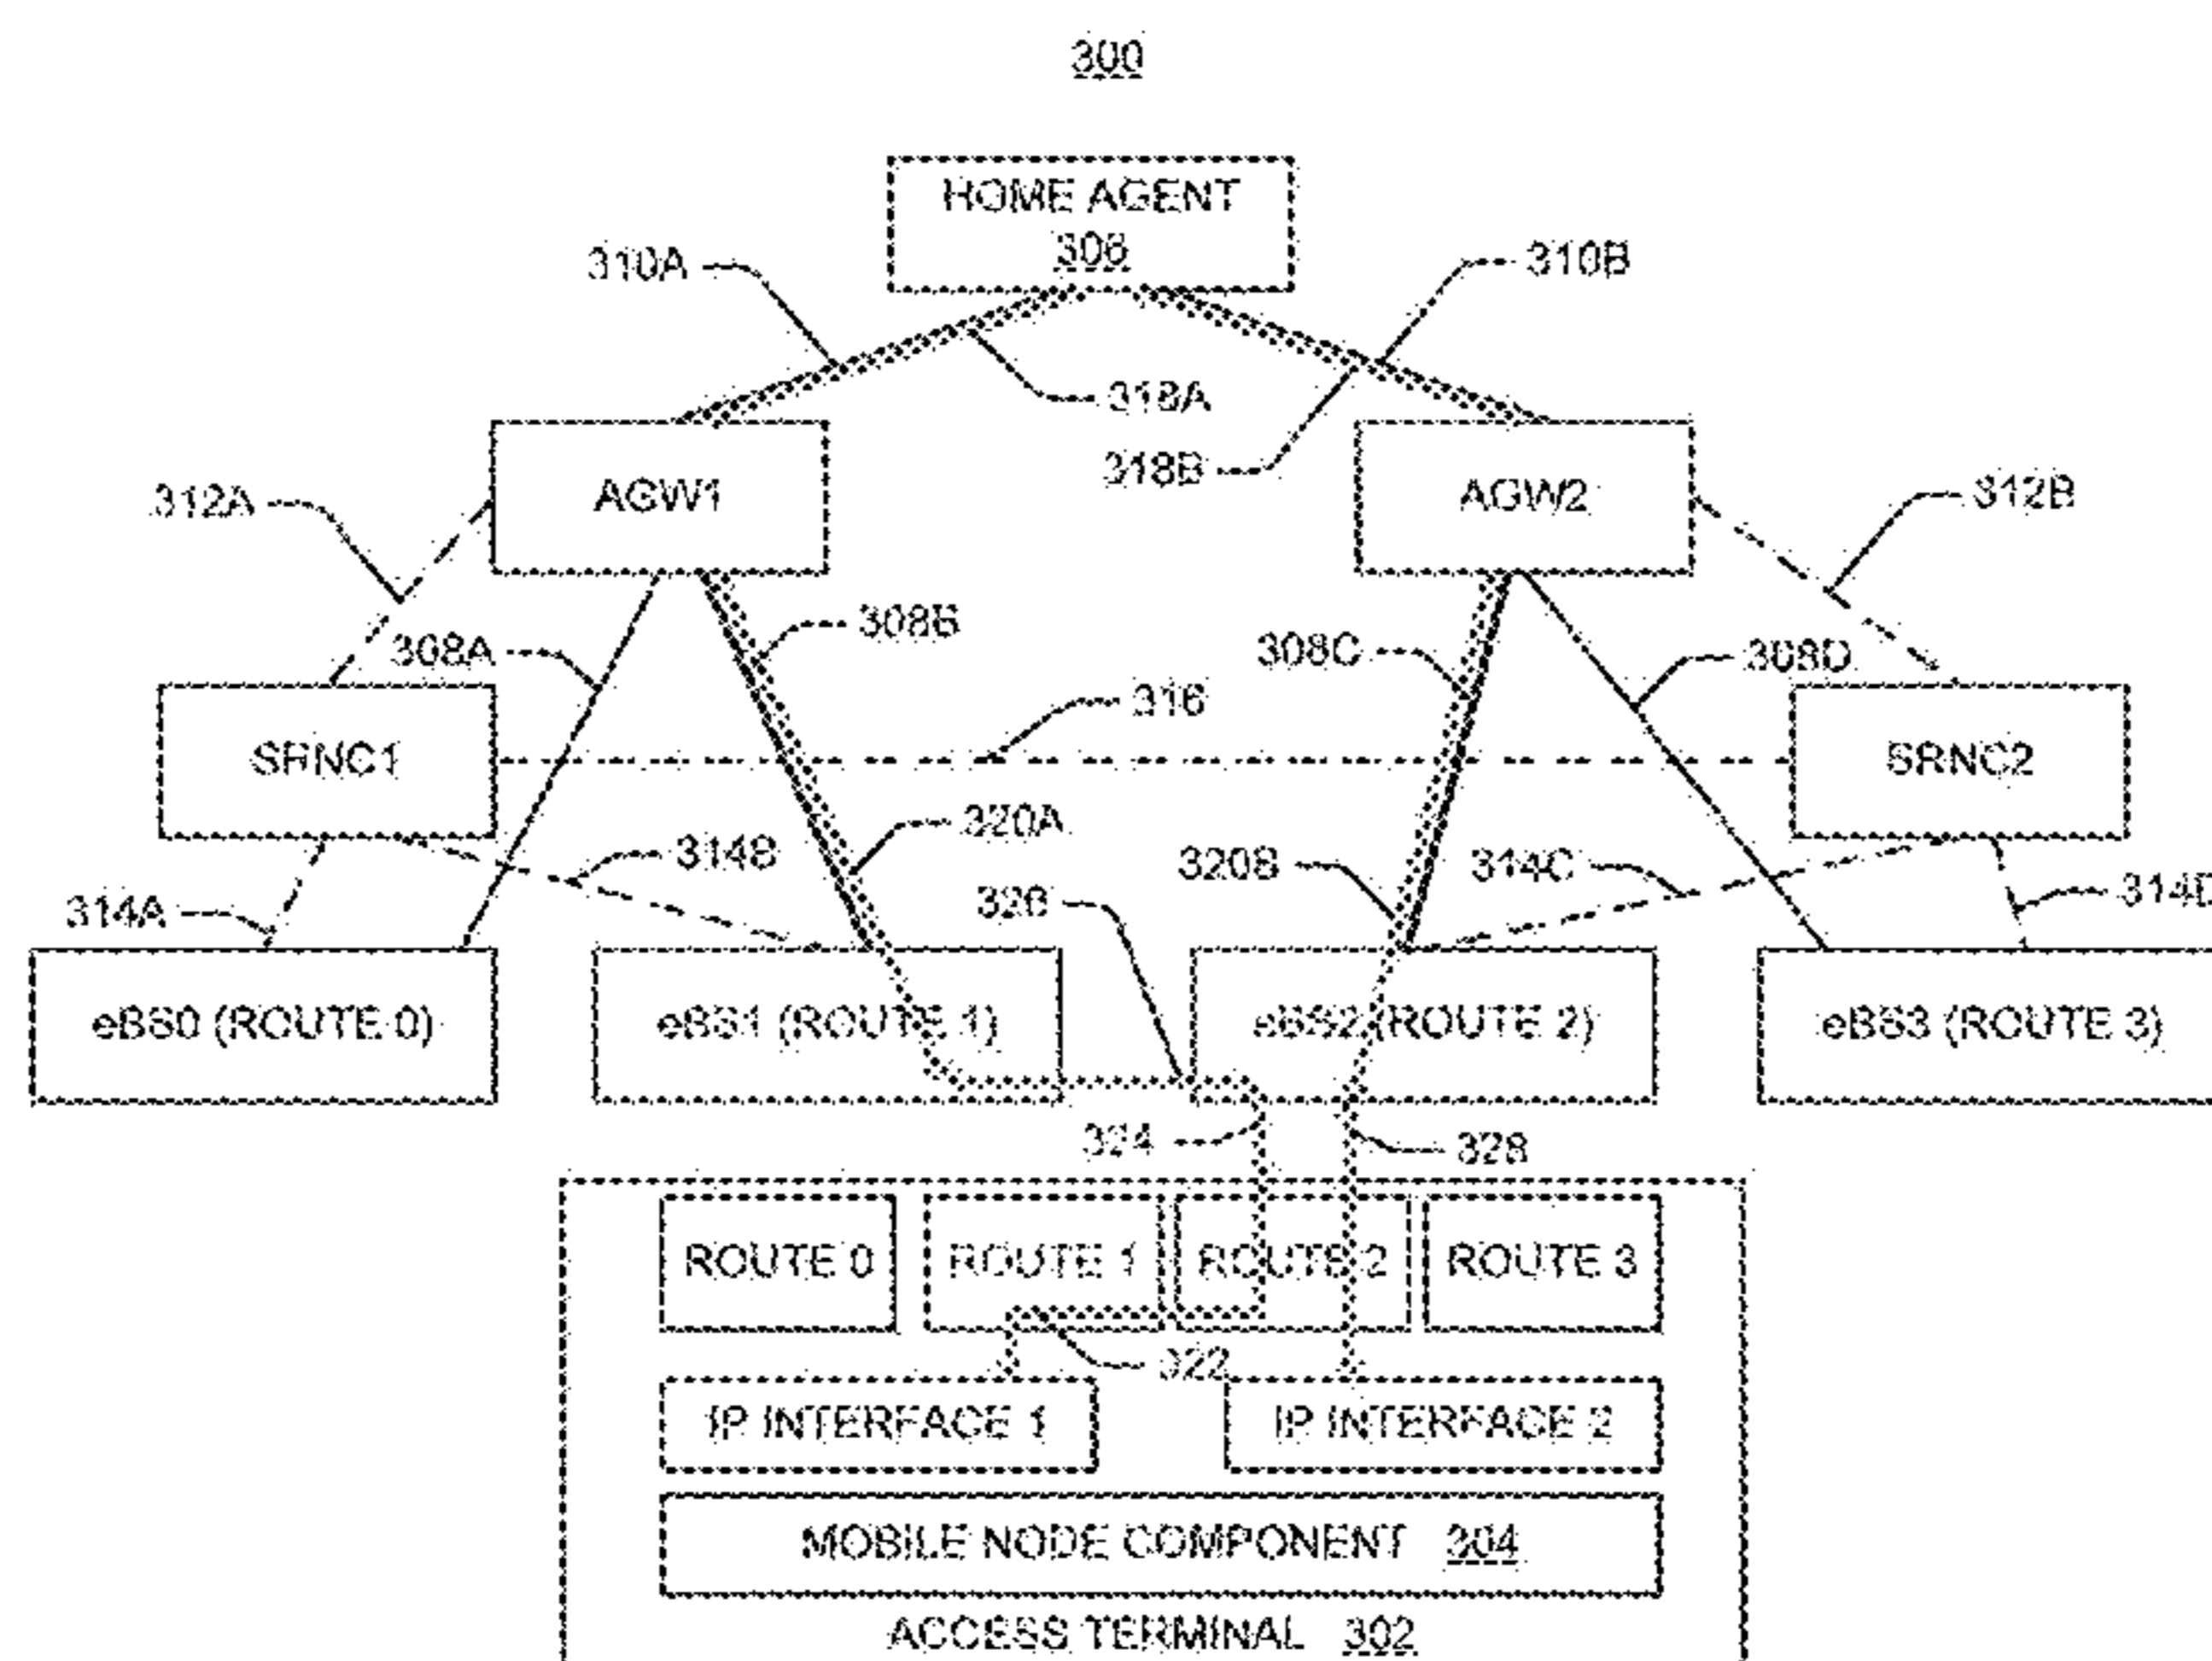 300
HOME AGENT
306
310A
310B
318A
318B
AGW1
AGW2
312A
312B
308A
308B
308C
308D
316
SRNC1
SRNC2
320A
314B
320B
314C
314A
326
314D
eBS0 (ROUTE 0)
eBS1 (ROUTE 1)
eBS2 (ROUTE 2)
eBS3 (ROUTE 3)
324
328
ROUTE 0
ROUTE 1
ROUTE 2
ROUTE 3
322
IP INTERFACE 1
IP INTERFACE 2
MOBILE NODE COMPONENT 304
ACCESS TERMINAL 302